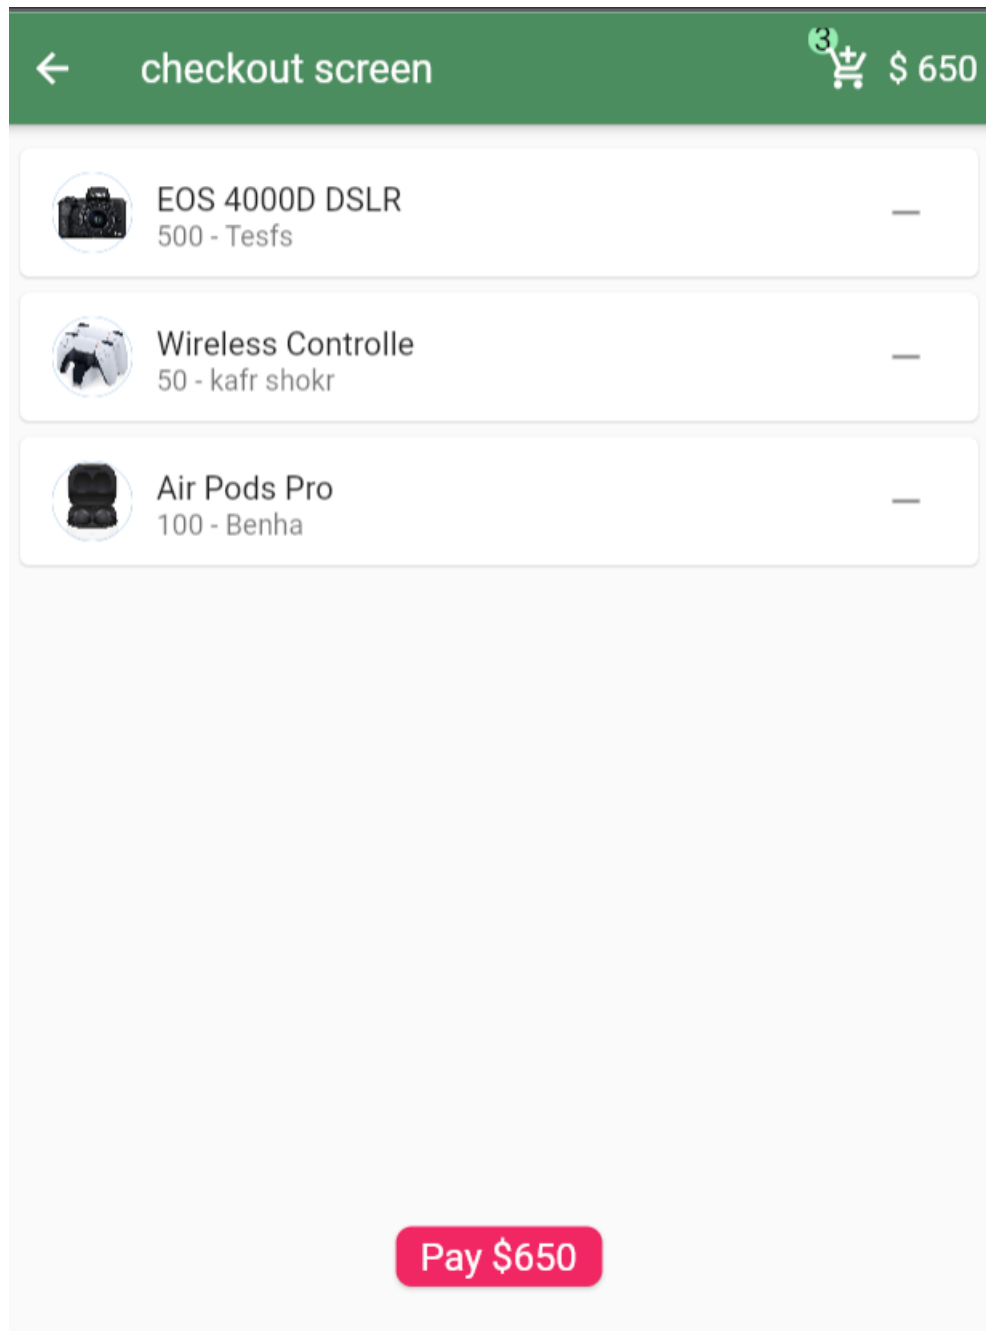 checkout screen
3
$ 650
EOS 4000D DSLR
500 - Tesfs
Wireless Controlle
50 - kafr shokr
Air Pods Pro
100 - Benha
Pay $650